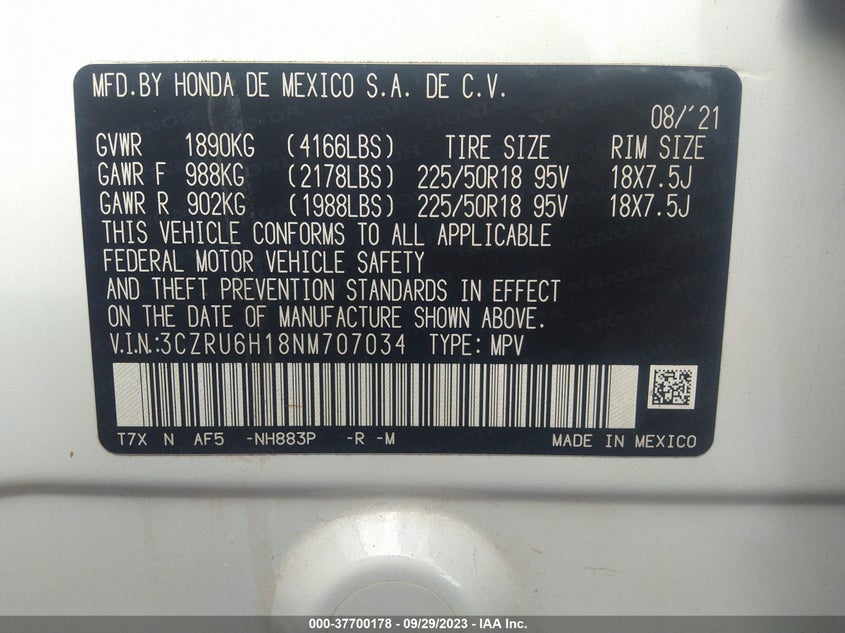 MFD.BY HONDA DE MEXICO S.A. DE C.V.
08/'21
GVWR 1890KG (4166LBS) TIRE SIZE RIM SIZE
GAWR F 988KG (2178LBS) 225/50R18 95V 18X7.5J
GAWR R 902KG (1988LBS) 225/50R18 95V 18X7.5J
THIS VEHICLE CONFORMS TO ALL APPLICABLE
FEDERAL MOTOR VEHICLE SAFETY
AND THEFT PREVENTION STANDARDS IN EFFECT
ON THE DATE OF MANUFACTURE SHOWN ABOVE.
V.I.N.:3CZRU6H18NM707034 TYPE: MPV
T7X N AF5 -NH883P -R -M MADE IN MEXICO
000-37700178 - 09/29/2023 - IAA Inc.